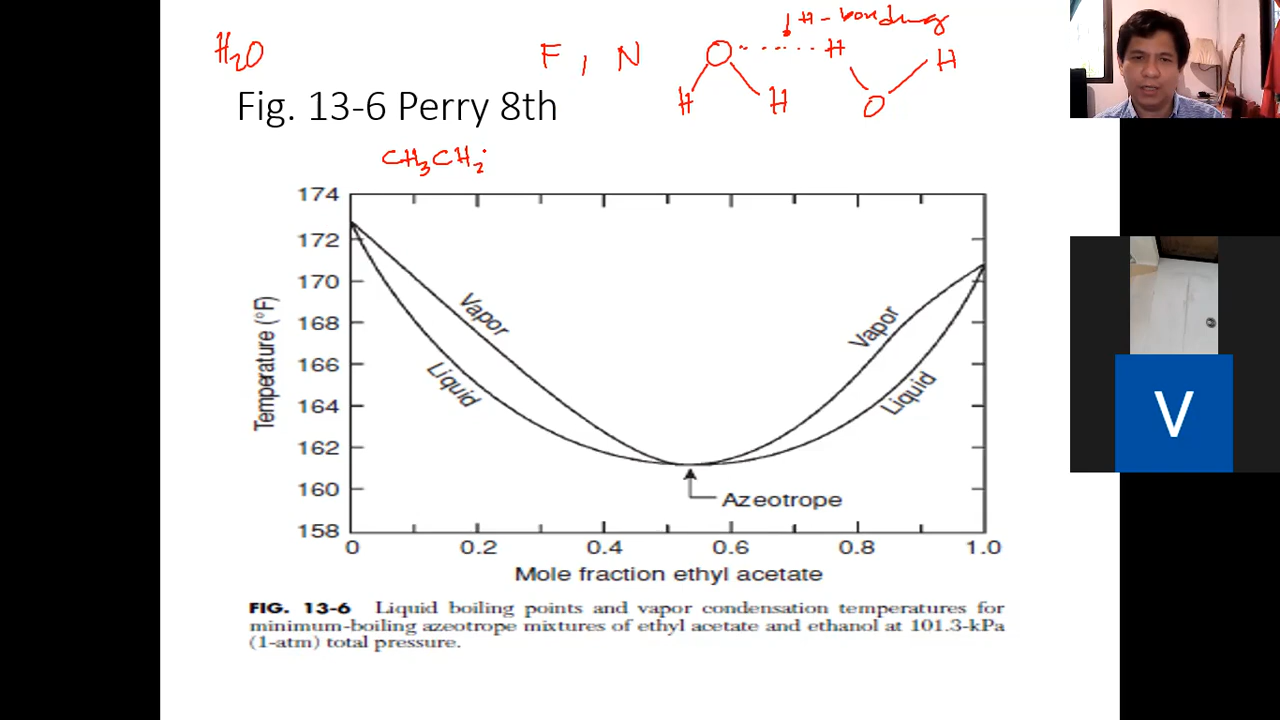 H2O
F, N
H-bonding
O H H
H H O
Fig. 13-6 Perry 8th
CH3CH2
174
172
170
168
166
164
162
160
158
Temperature (°F)
Vapor
Liquid
Vapor
Liquid
Azeotrope
0 0.2 0.4 0.6 0.8 1.0
Mole fraction ethyl acetate
FIG. 13-6 Liquid boiling points and vapor condensation temperatures for
minimum-boiling azeotrope mixtures of ethyl acetate and ethanol at 101.3-kPa
(1-atm) total pressure.
V